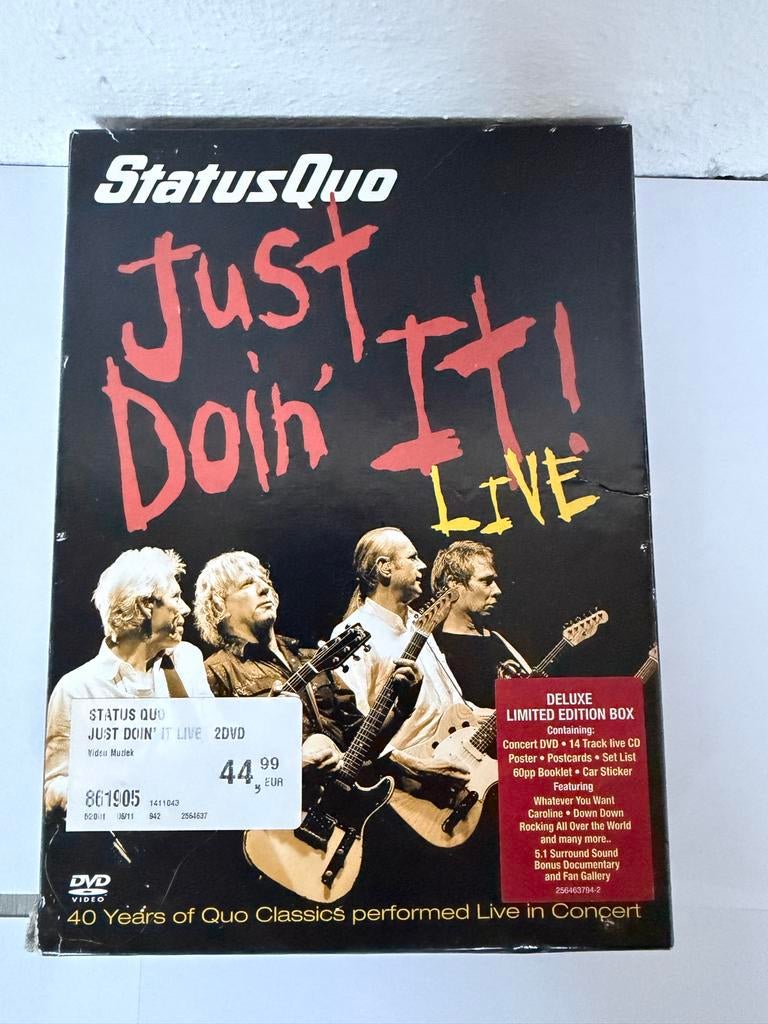 StatusQuo
Just
Doin' It!
LIVE
STATUS QUO
JUST DOIN' IT LIVE 2DVD
Video Muziek
44,99 EUR
861905 1411043
06/11 942 2564637
DELUXE
LIMITED EDITION BOX
Containing:
Concert DVD • 14 Track live CD
Poster • Postcards • Set List
60pp Booklet • Car Sticker
Featuring
Whatever You Want
Caroline • Down Down
Rocking All Over the World
and many more..
5.1 Surround Sound
Bonus Documentary
and Fan Gallery
256463794-2
DVD
VIDEO
40 Years of Quo Classics performed Live in Concert